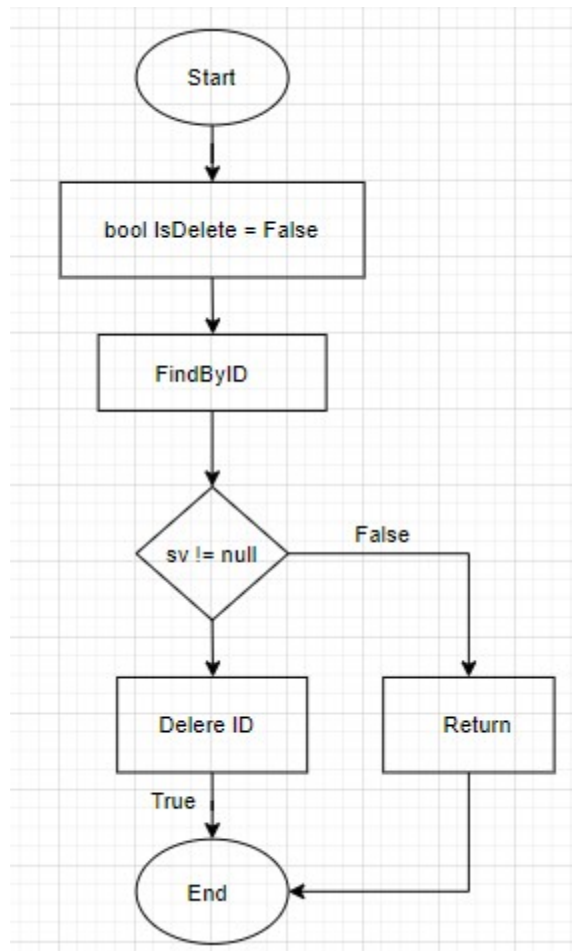 Start
bool IsDelete = False
FindByID
sv != null
False
Delere ID
Return
True
End